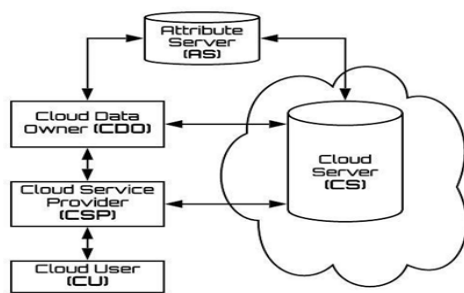 Attribute
Server
(AS)
Cloud Data
Owner (CDO)
Cloud
Server
(CS)
Cloud Service
Provider
(CSP)
Cloud User
(CU)